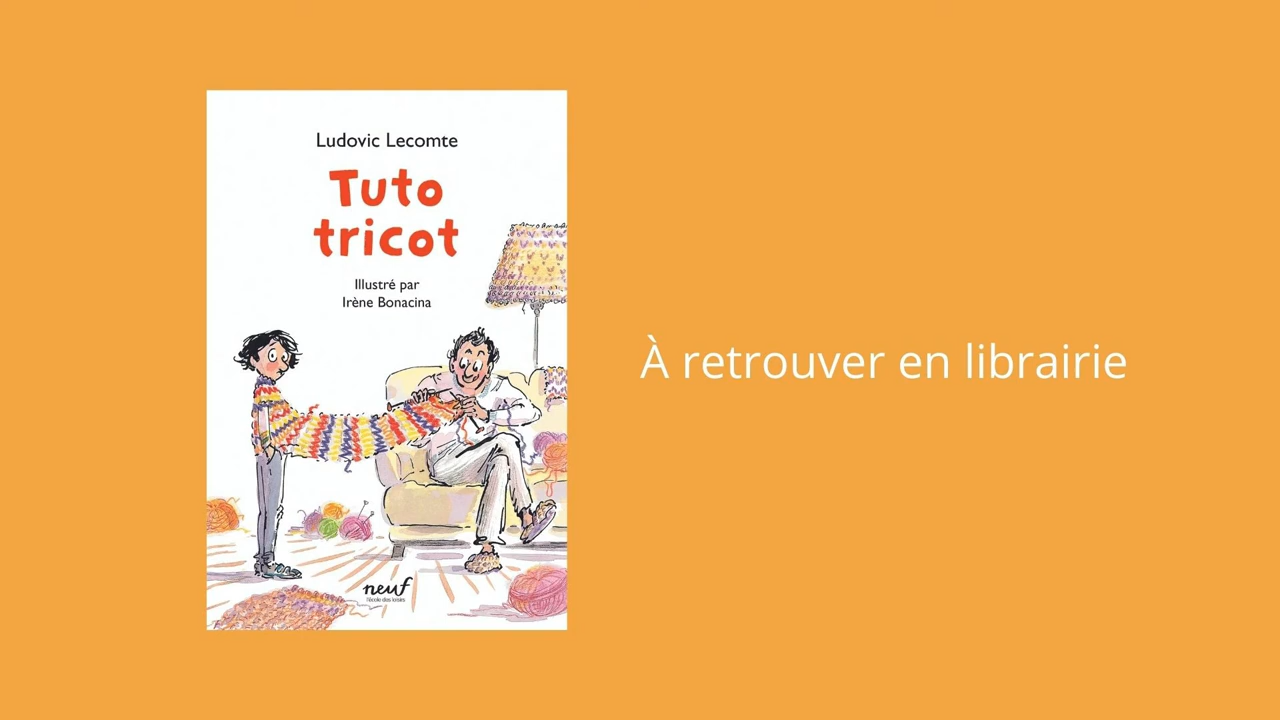 Ludovic Lecomte
Tuto
tricot
Illustré par
Irène Bonacina
À retrouver en librairie
neuf
l'école des loisirs